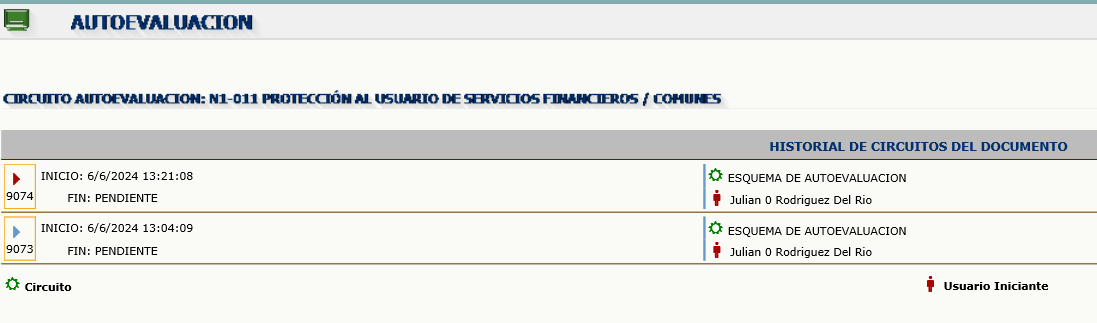 AUTOEVALUACION
CIRCUITO AUTOEVALUACION: N1-011 PROTECCIÓN AL USUARIO DE SERVICIOS FINANCIEROS / COMUNES
HISTORIAL DE CIRCUITOS DEL DOCUMENTO
INICIO: 6/6/2024 13:21:08
ESQUEMA DE AUTOEVALUACION
9074
FIN: PENDIENTE
Julian 0 Rodriguez Del Rio
INICIO: 6/6/2024 13:04:09
ESQUEMA DE AUTOEVALUACION
9073
FIN: PENDIENTE
Julian 0 Rodriguez Del Rio
Circuito
Usuario Iniciante